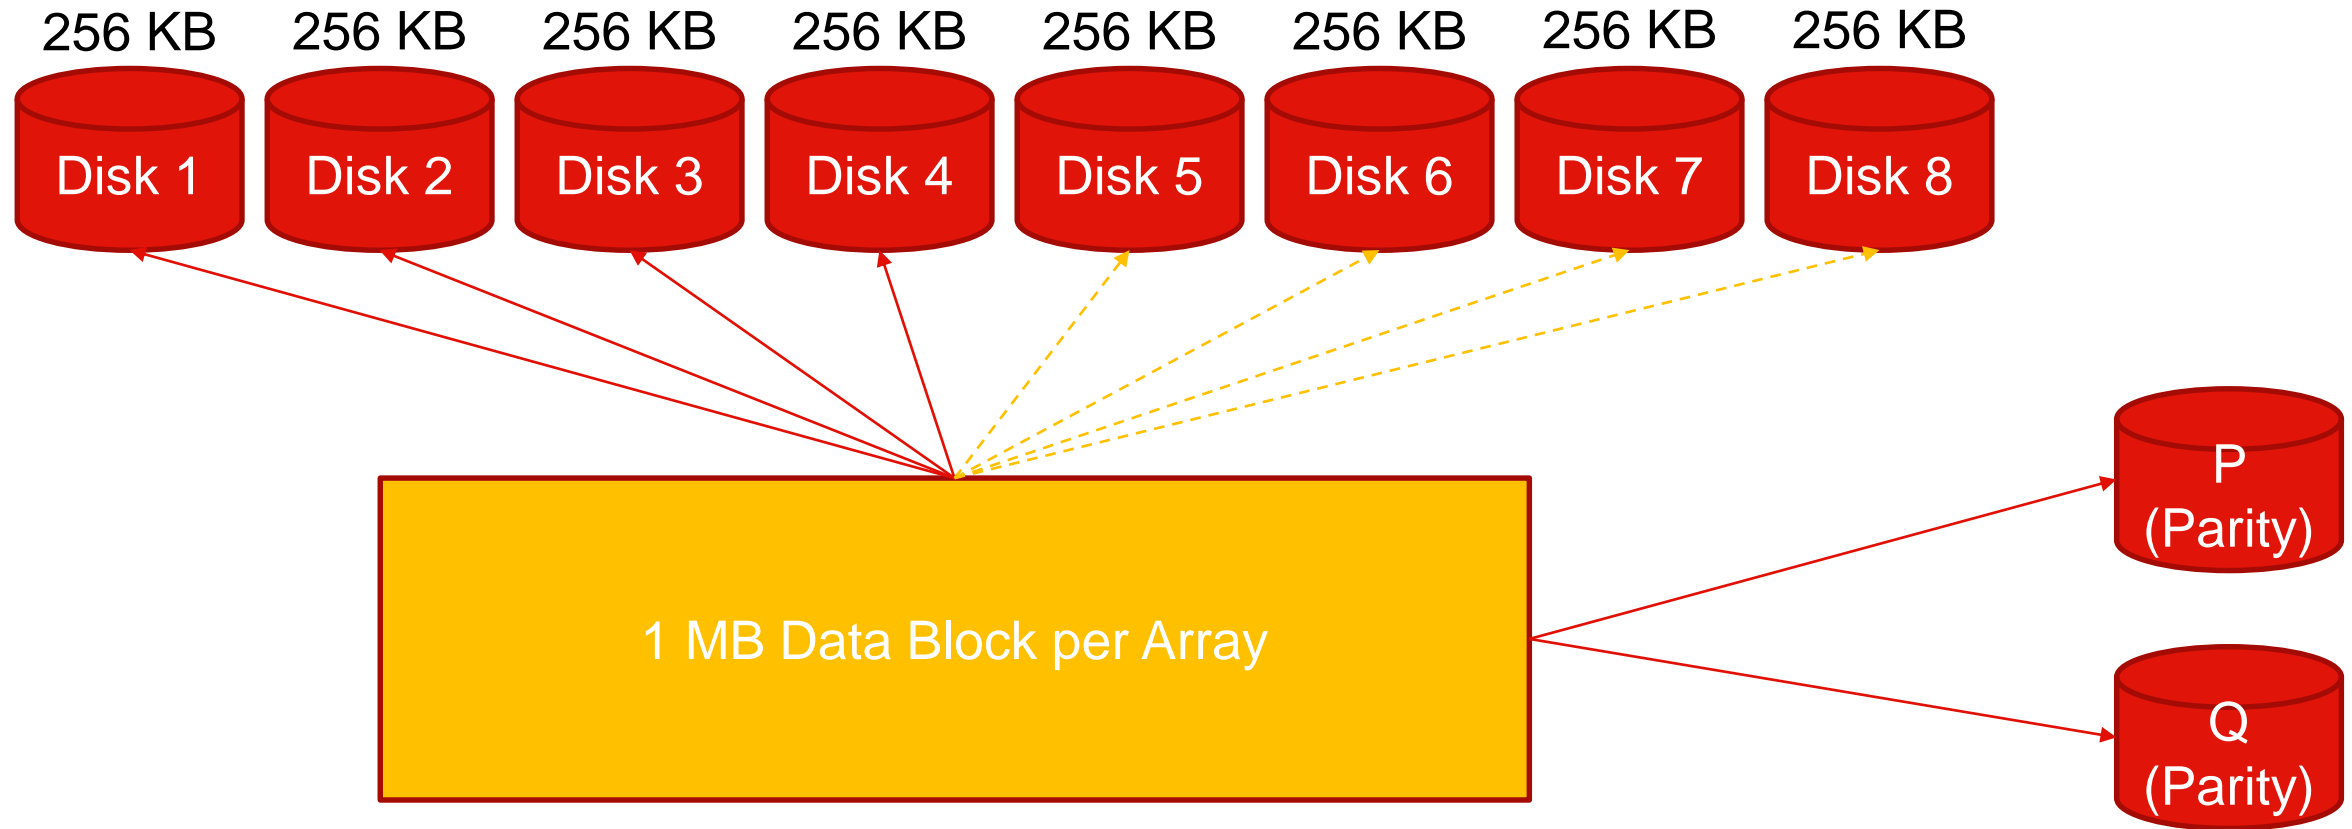 256 KB 256 KB 256 KB 256 KB 256 KB 256 KB 256 KB 256 KB
Disk 1 Disk 2 Disk 3 Disk 4 Disk 5 Disk 6 Disk 7 Disk 8
P
(Parity)
1 MB Data Block per Array
Q
(Parity)